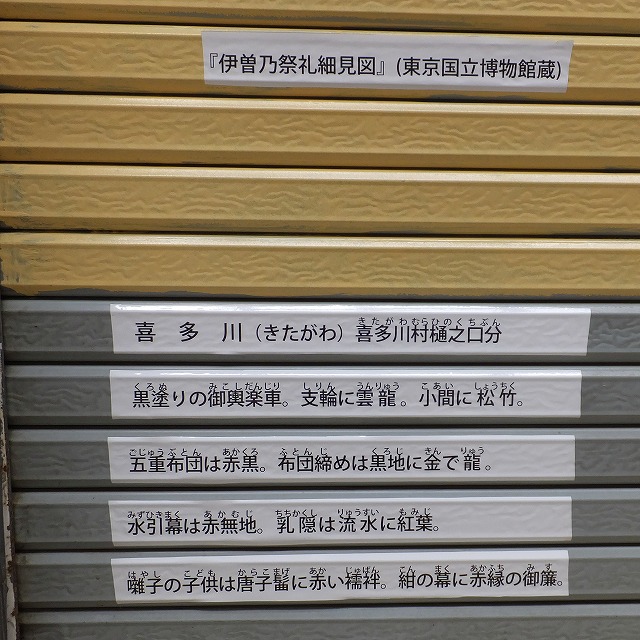 『伊曽乃祭礼細見図』(東京国立博物館蔵)
喜多川(きたがわ)喜多川村樋之口分
黒塗りの御輿楽車。支輪に雲龍。小間に松竹。
五重布団は赤黒。布団締めは黒地に金で龍。
水引幕は赤無地。乳隠は流水に紅葉。
囃子の子供は唐子髷に赤い襦袢。紺の幕に赤縁の御簾。